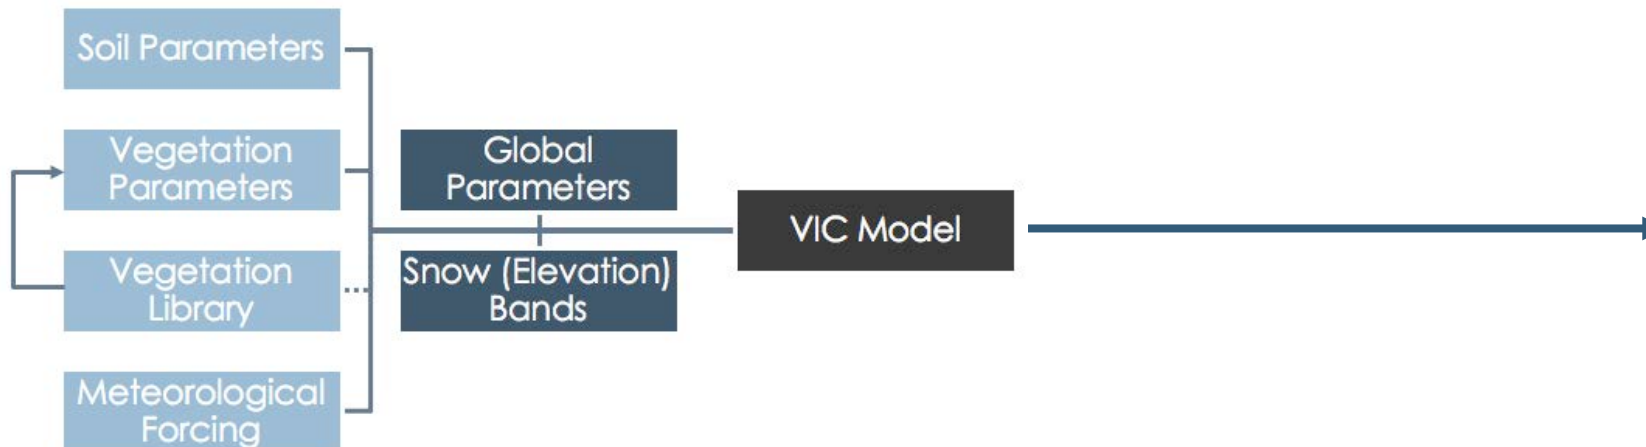 Soil Parameters
Vegetation
Parameters
Vegetation
Library
Meteorological
Forcing
Global
Parameters
Snow (Elevation)
Bands
VIC Model